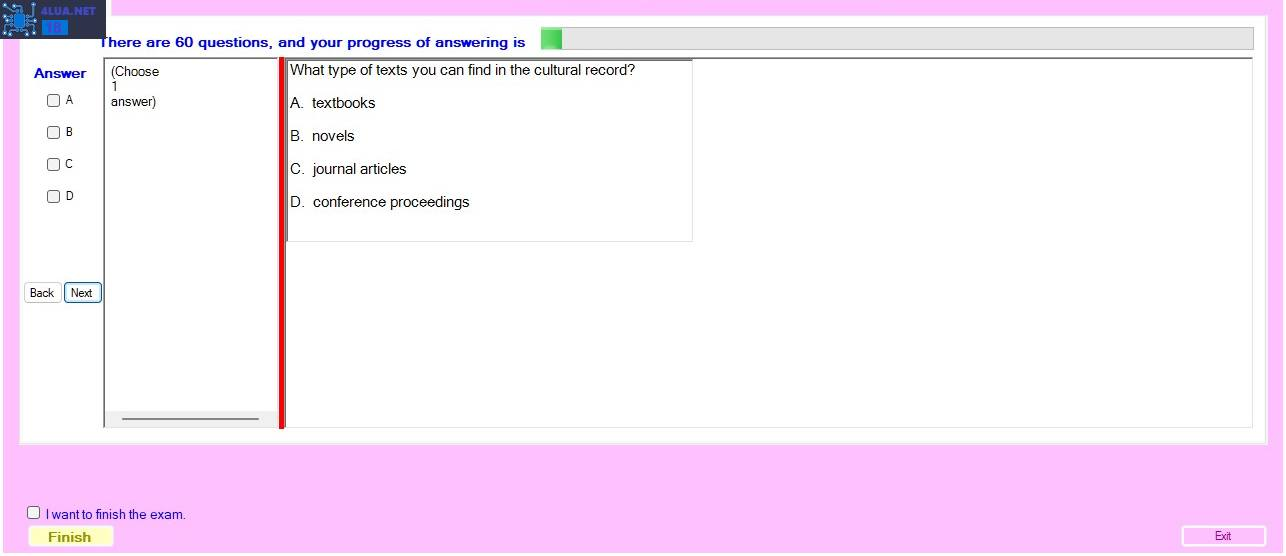 4LUA.NET
18
There are 60 questions, and your progress of answering is
Answer
A
B
C
D
Back Next
(Choose
1
answer)
What type of texts you can find in the cultural record?
A. textbooks
B. novels
C. journal articles
D. conference proceedings
I want to finish the exam.
Finish
Exit